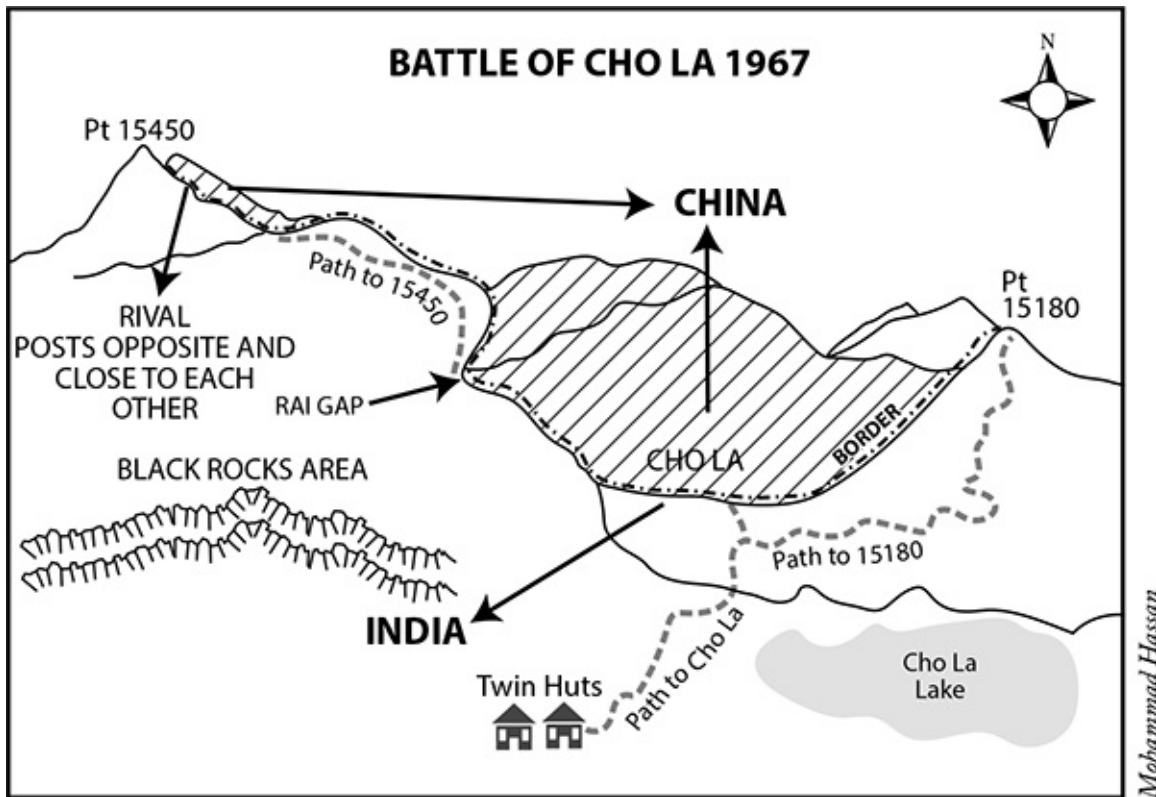 BATTLE OF CHO LA 1967
N
Pt 15450
CHINA
Path to 15450
Pt
15180
RIVAL
POSTS OPPOSITE AND
CLOSE TO EACH
OTHER
RAI GAP
BORDER
CHO LA
BLACK ROCKS AREA
Path to 15180
INDIA
Path to Cho La
Twin Huts
Cho La
Lake
Mohammad Hassan